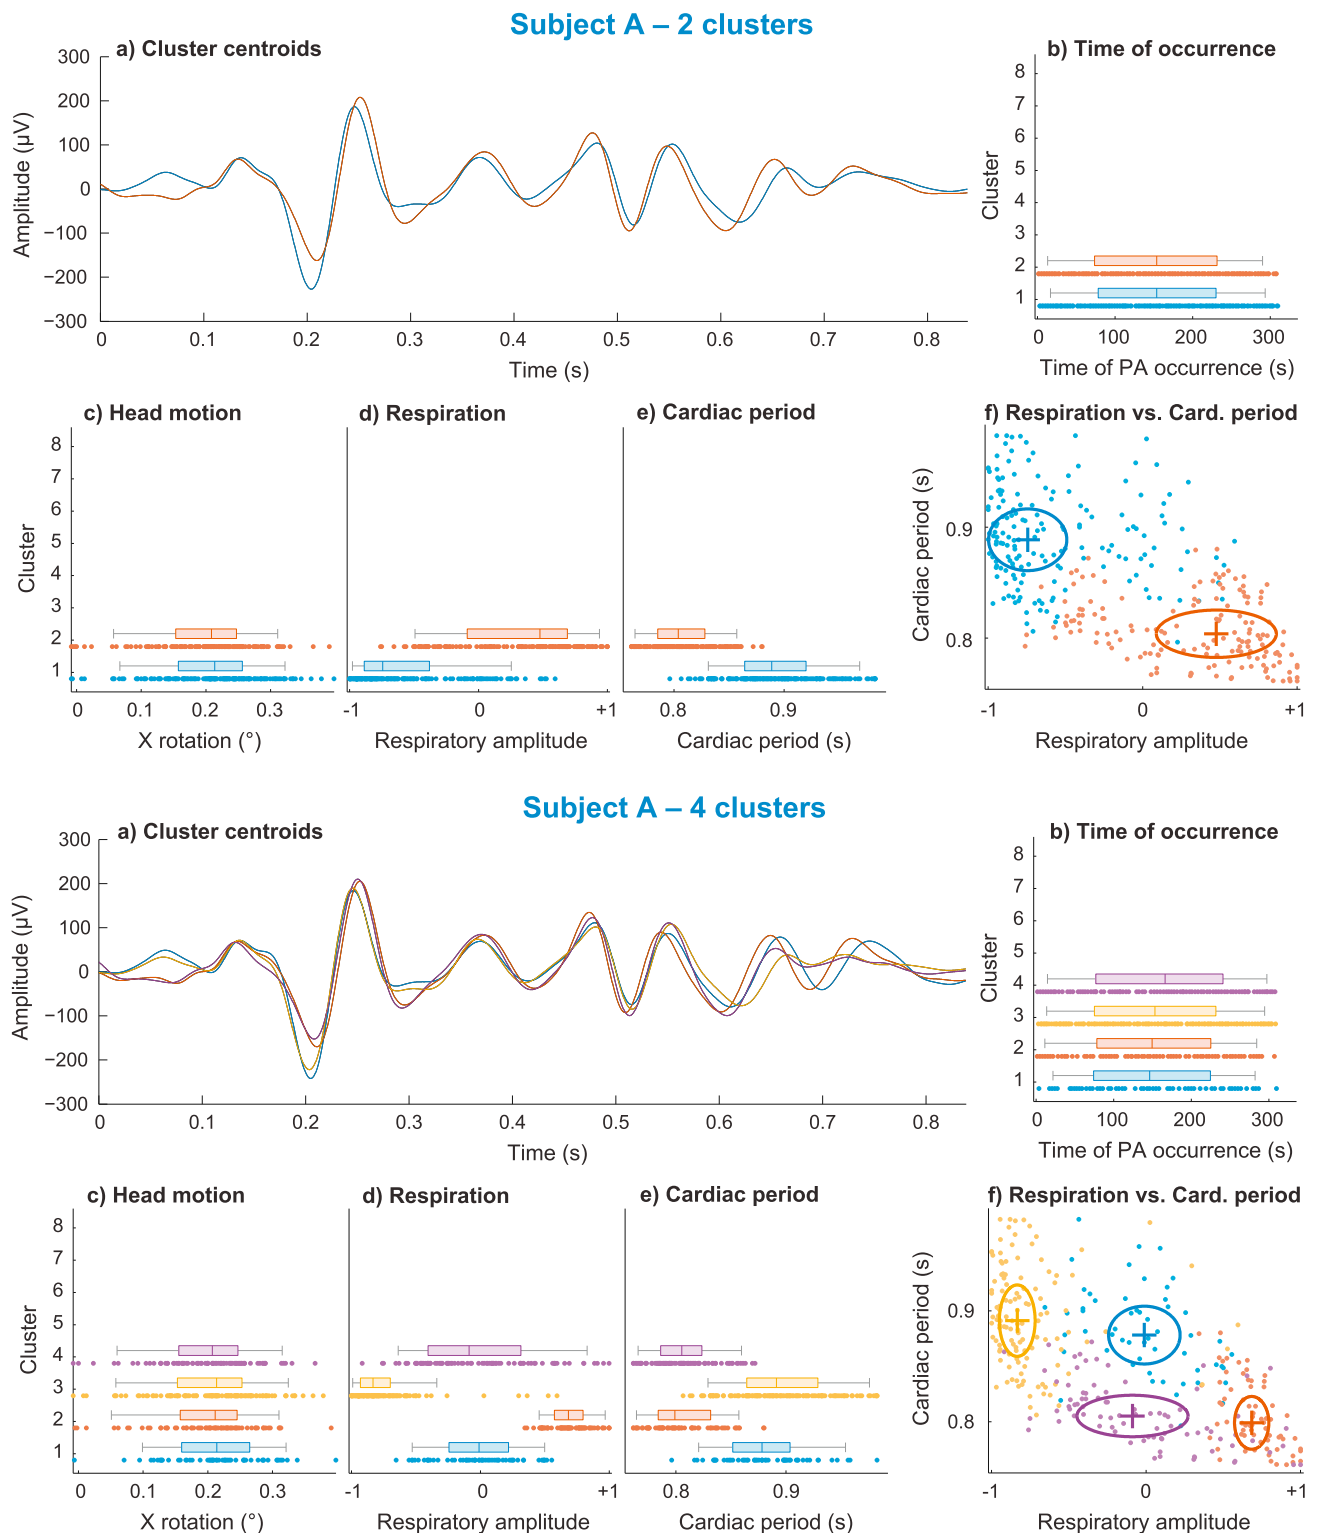 Subject A – 2 clusters
a) Cluster centroids
b) Time of occurrence
300
200
100
0
−100
−200
−300
Amplitude (µV)
0 0.1 0.2 0.3 0.4 0.5 0.6 0.7 0.8
Time (s)
8
7
6
5
4
3
2
1
Cluster
0 100 200 300
Time of PA occurrence (s)
c) Head motion
d) Respiration
e) Cardiac period
f) Respiration vs. Card. period
8
7
6
5
4
3
2
1
Cluster
0 0.1 0.2 0.3
X rotation (°)
-1 0 +1
Respiratory amplitude
0.8 0.9
Cardiac period (s)
0.9
0.8
Cardiac period (s)
-1 0 +1
Respiratory amplitude
Subject A – 4 clusters
a) Cluster centroids
b) Time of occurrence
300
200
100
0
−100
−200
−300
Amplitude (µV)
0 0.1 0.2 0.3 0.4 0.5 0.6 0.7 0.8
Time (s)
8
7
6
5
4
3
2
1
Cluster
0 100 200 300
Time of PA occurrence (s)
c) Head motion
d) Respiration
e) Cardiac period
f) Respiration vs. Card. period
8
7
6
5
4
3
2
1
Cluster
0 0.1 0.2 0.3
X rotation (°)
-1 0 +1
Respiratory amplitude
0.8 0.9
Cardiac period (s)
0.9
0.8
Cardiac period (s)
-1 0 +1
Respiratory amplitude